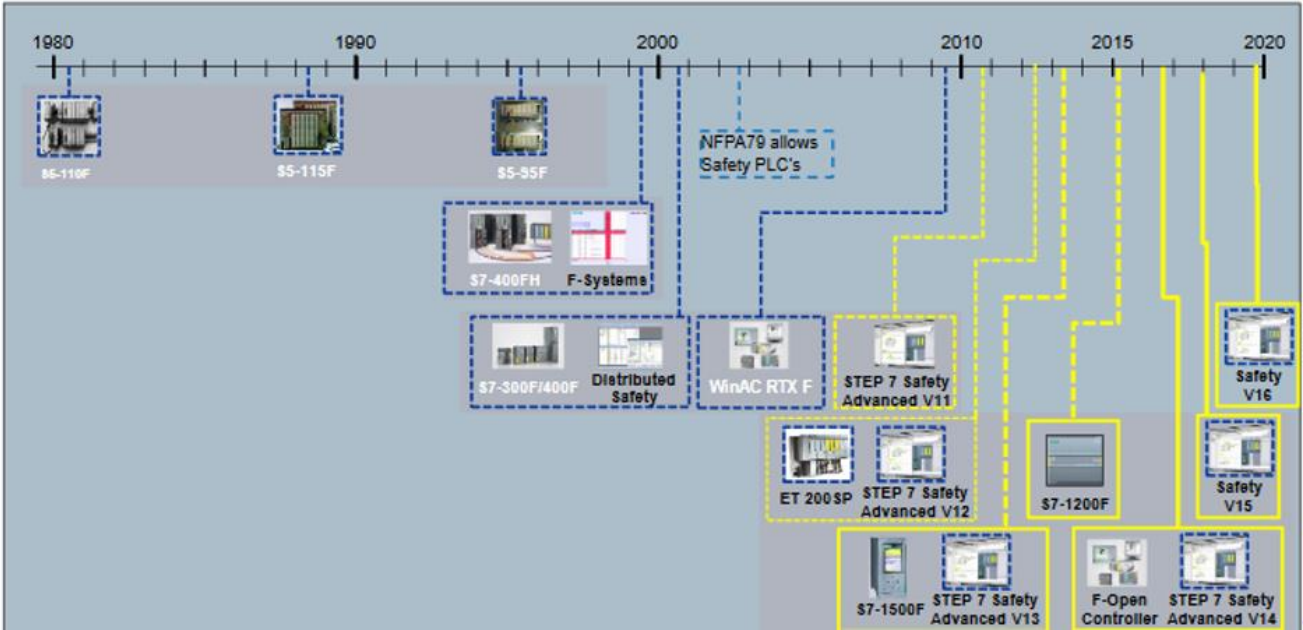 1980 1990 2000 2010 2015 2020
S5-110F
S5-115F
S5-95F
NFPA79 allows
Safety PLC's
S7-400FH
F-Systems
S7-300F/400F
Distributed
Safety
WinAC RTX F
STEP 7 Safety
Advanced V11
Safety
V16
ET 200SP
STEP 7 Safety
Advanced V12
S7-1200F
Safety
V15
S7-1500F
STEP 7 Safety
Advanced V13
F-Open
Controller
STEP 7 Safety
Advanced V14